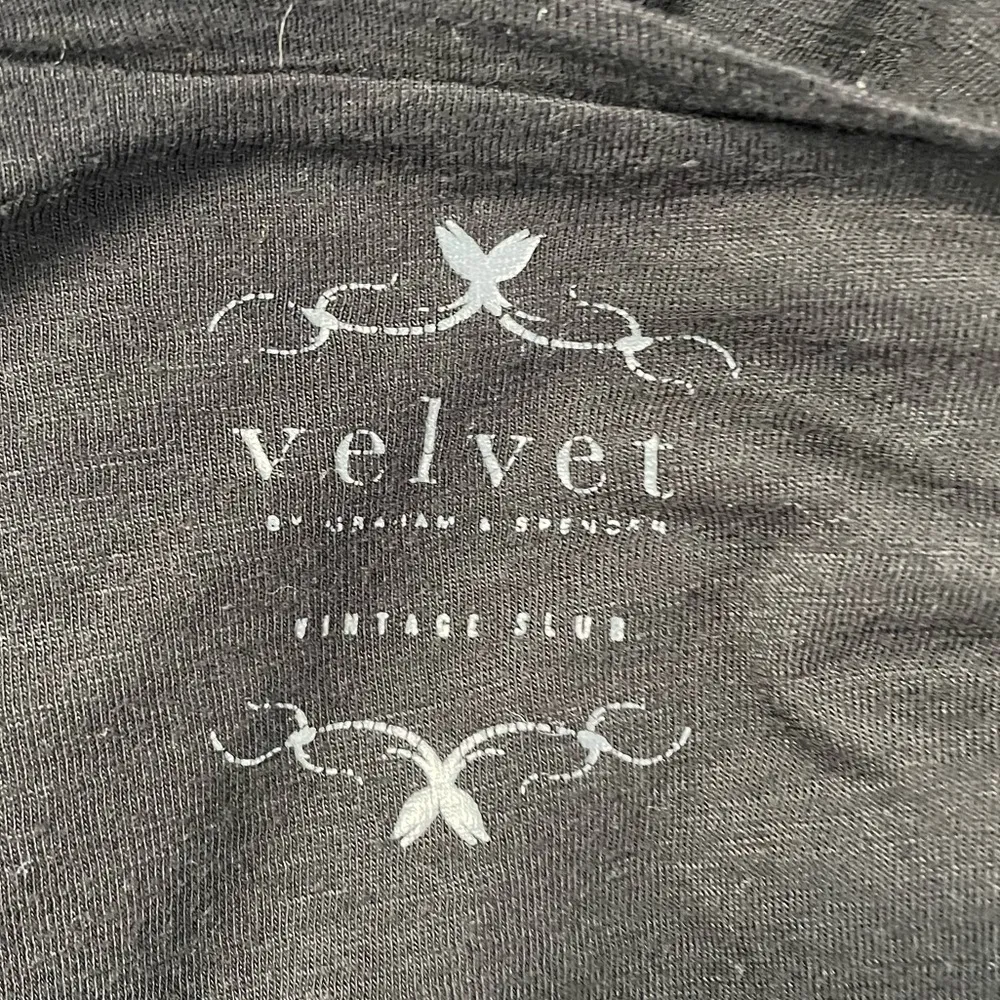 velvet
BY GRAHAM & SPENCER
VINTAGE SLUB